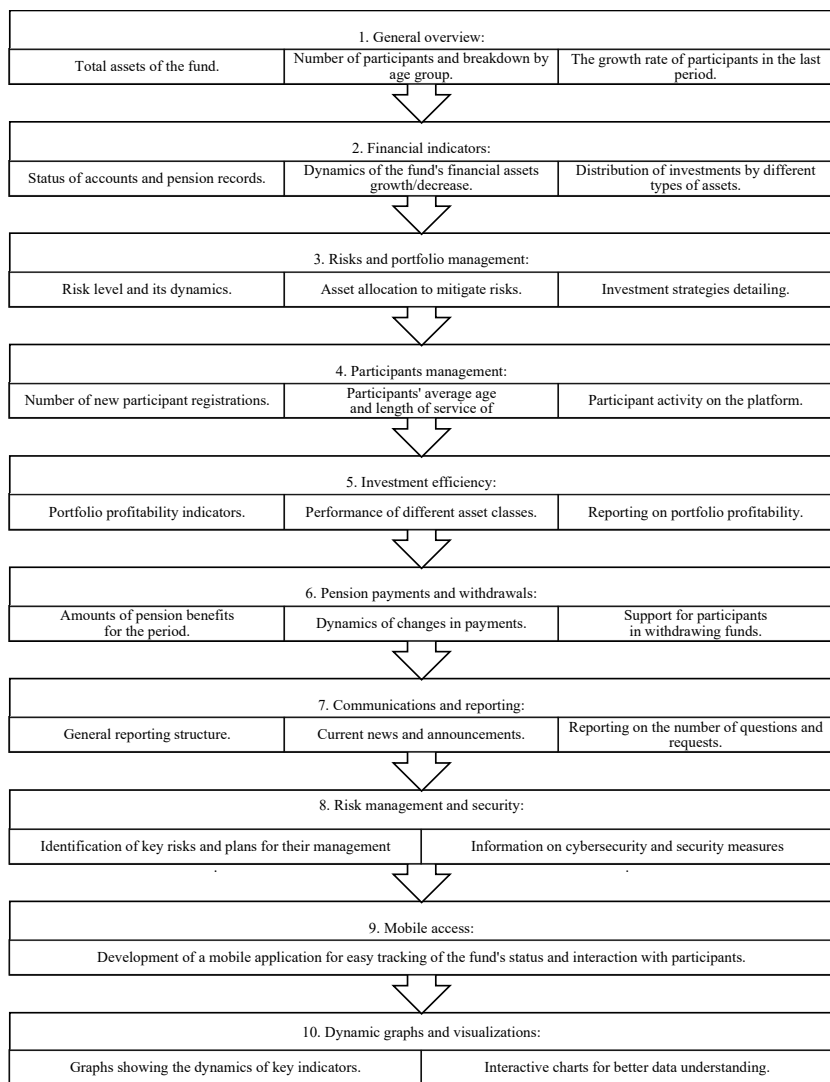 1. General overview:
Total assets of the fund.
Number of participants and breakdown by
age group.
The growth rate of participants in the last
period.
2. Financial indicators:
Status of accounts and pension records.
Dynamics of the fund's financial assets
growth/decrease.
Distribution of investments by different
types of assets.
3. Risks and portfolio management:
Risk level and its dynamics.
Asset allocation to mitigate risks.
Investment strategies detailing.
4. Participants management:
Number of new participant registrations.
Participants' average age
and length of service of
Participant activity on the platform.
5. Investment efficiency:
Portfolio profitability indicators.
Performance of different asset classes.
Reporting on portfolio profitability.
6. Pension payments and withdrawals:
Amounts of pension benefits
for the period.
Dynamics of changes in payments.
Support for participants
in withdrawing funds.
7. Communications and reporting:
General reporting structure.
Current news and announcements.
Reporting on the number of questions and
requests.
8. Risk management and security:
Identification of key risks and plans for their management
.
Information on cybersecurity and security measures
.
9. Mobile access:
Development of a mobile application for easy tracking of the fund's status and interaction with participants.
10. Dynamic graphs and visualizations:
Graphs showing the dynamics of key indicators.
Interactive charts for better data understanding.